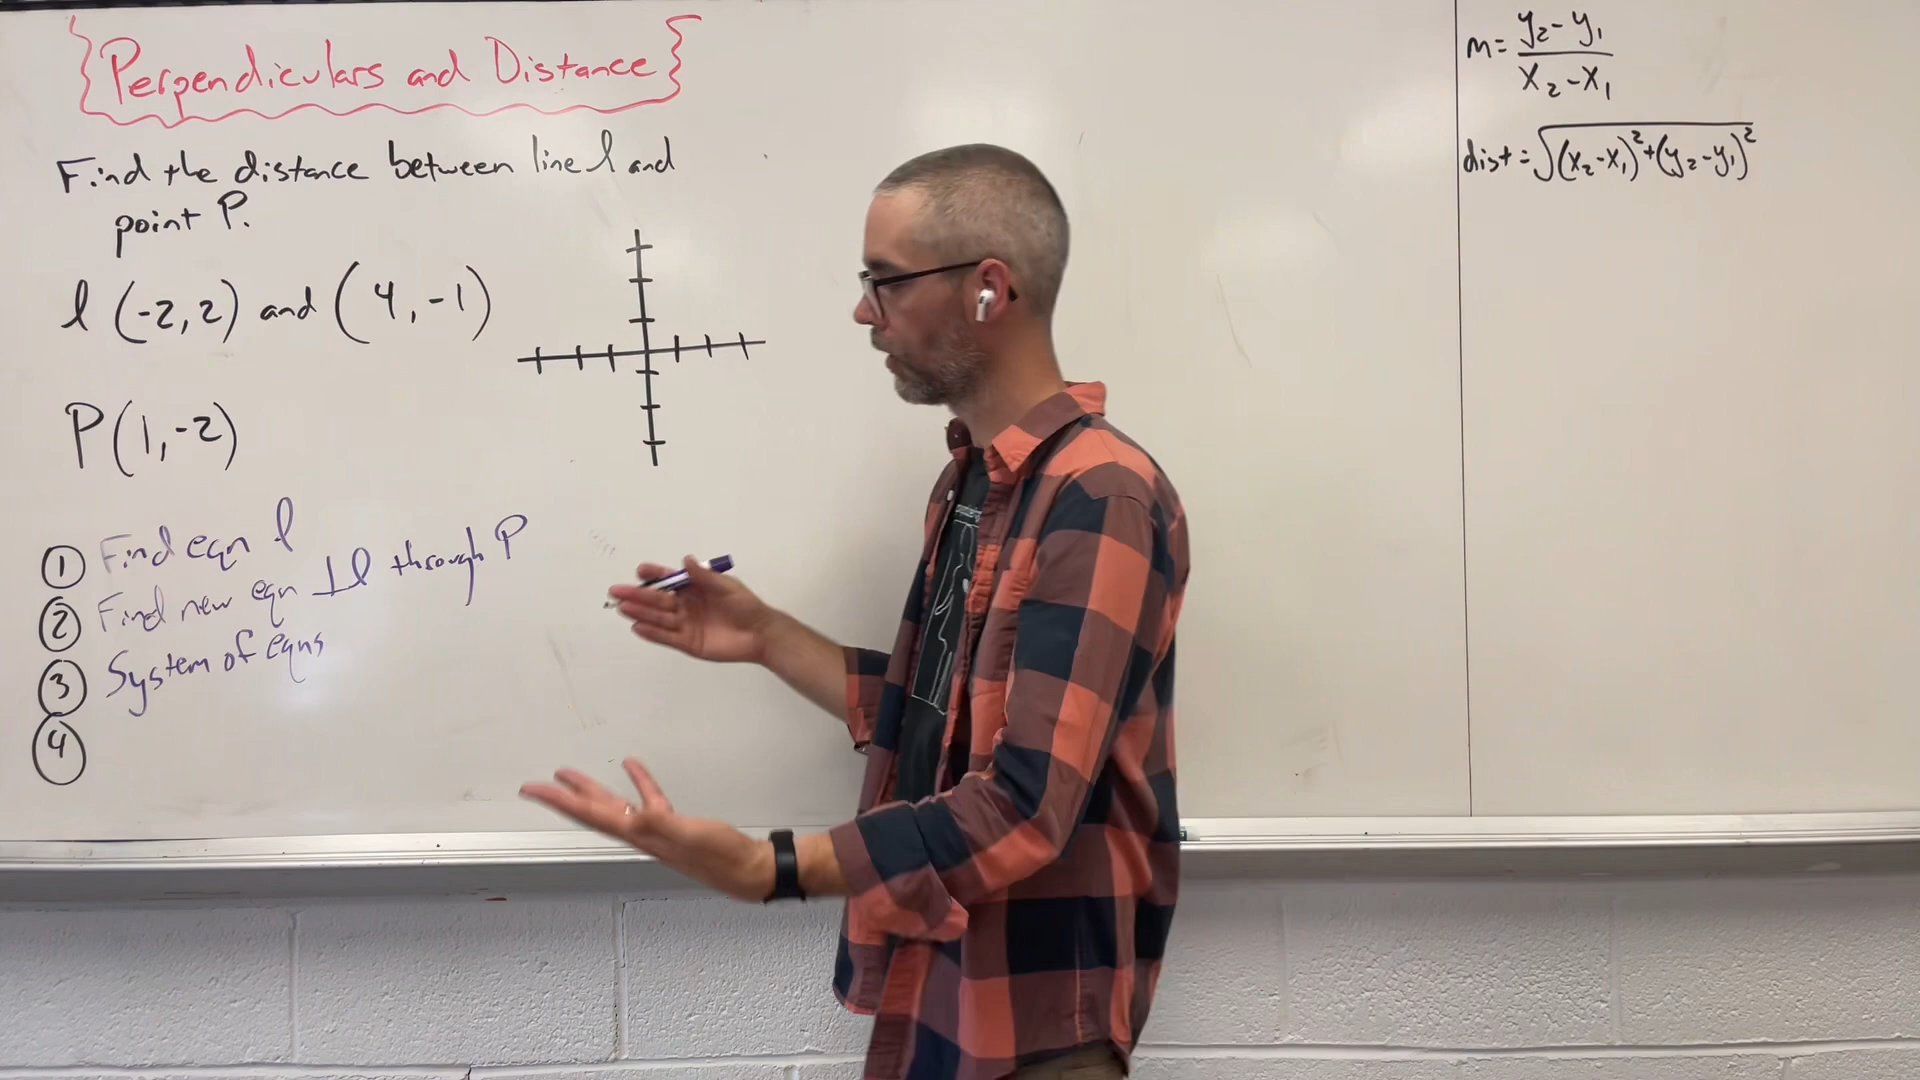 Perpendiculars and Distance
Find the distance between line l and
point P.
l (-2,2) and (4,-1)
P(1,-2)
① Find eqn l
② Find new eqn ⊥ l through P
③ System of eqns
④
m = (y₂-y₁)/(x₂-x₁)
dist = √((x₂-x₁)²+(y₂-y₁)²)